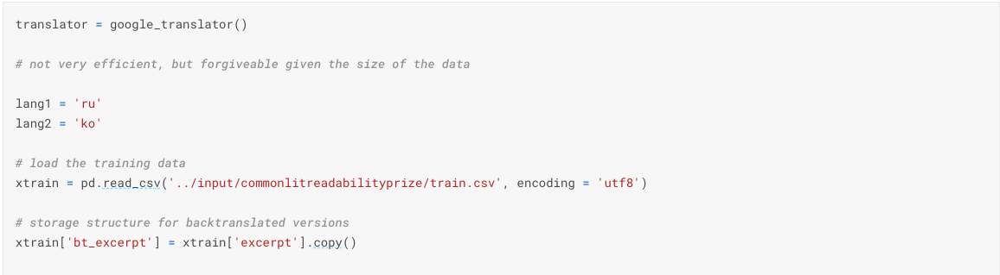 translator = google_translator()
# not very efficient, but forgiveable given the size of the data
lang1 = 'ru'
lang2 = 'ko'
# load the training data
xtrain = pd.read_csv('../input/commonlitreadabilityprize/train.csv', encoding = 'utf8')
# storage structure for backtranslated versions
xtrain['bt_excerpt'] = xtrain['excerpt'].copy()